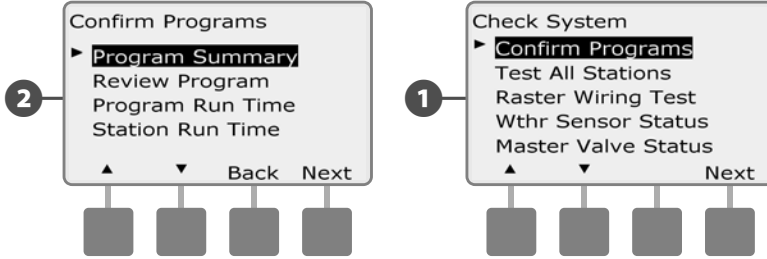 2
Confirm Programs
► Program Summary
Review Program
Program Run Time
Station Run Time
▲ ▼ Back Next
1
Check System
► Confirm Programs
Test All Stations
Raster Wiring Test
Wthr Sensor Status
Master Valve Status
▲ ▼ Next